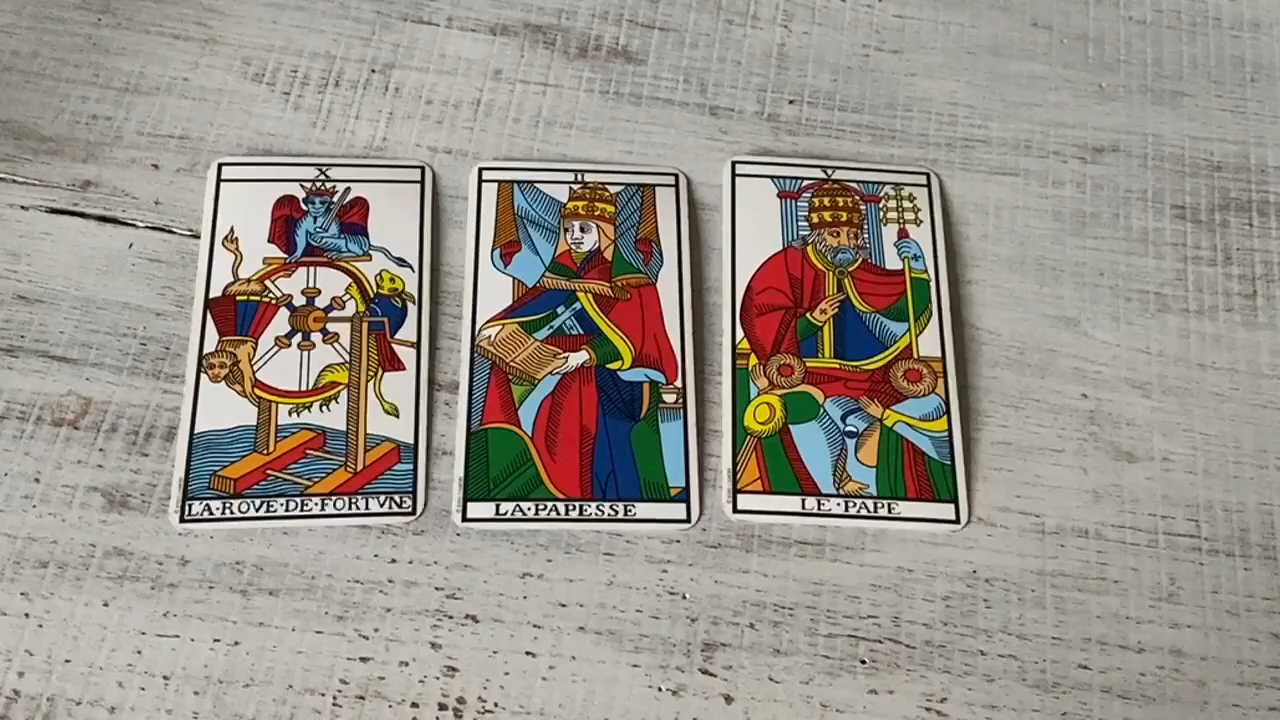 X
LA·ROVE·DE·FORTVNE
II
LA·PAPESSE
V
LE·PAPE